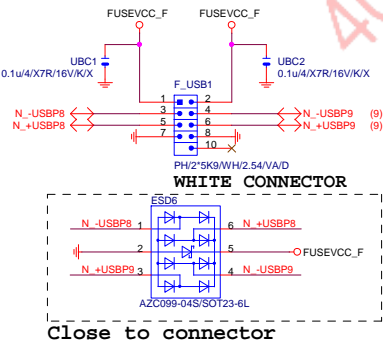 FUSEVCC_F FUSEVCC_F
UBC1
0.1u/4/X7R/16V/K/X
UBC2
0.1u/4/X7R/16V/K/X
F_USB1
1 2
N_-USBP8 3 4 N_-USBP9 (9)
N_+USBP8 5 6 N_+USBP9 (9)
7 8
10
PH/2*5K9/WH/2.54/VA/D
WHITE CONNECTOR
ESD6
N_-USBP8 1 6 N_+USBP8
2 5 FUSEVCC_F
N_+USBP9 3 4 N_-USBP9
AZC099-04S/SOT23-6L
Close to connector